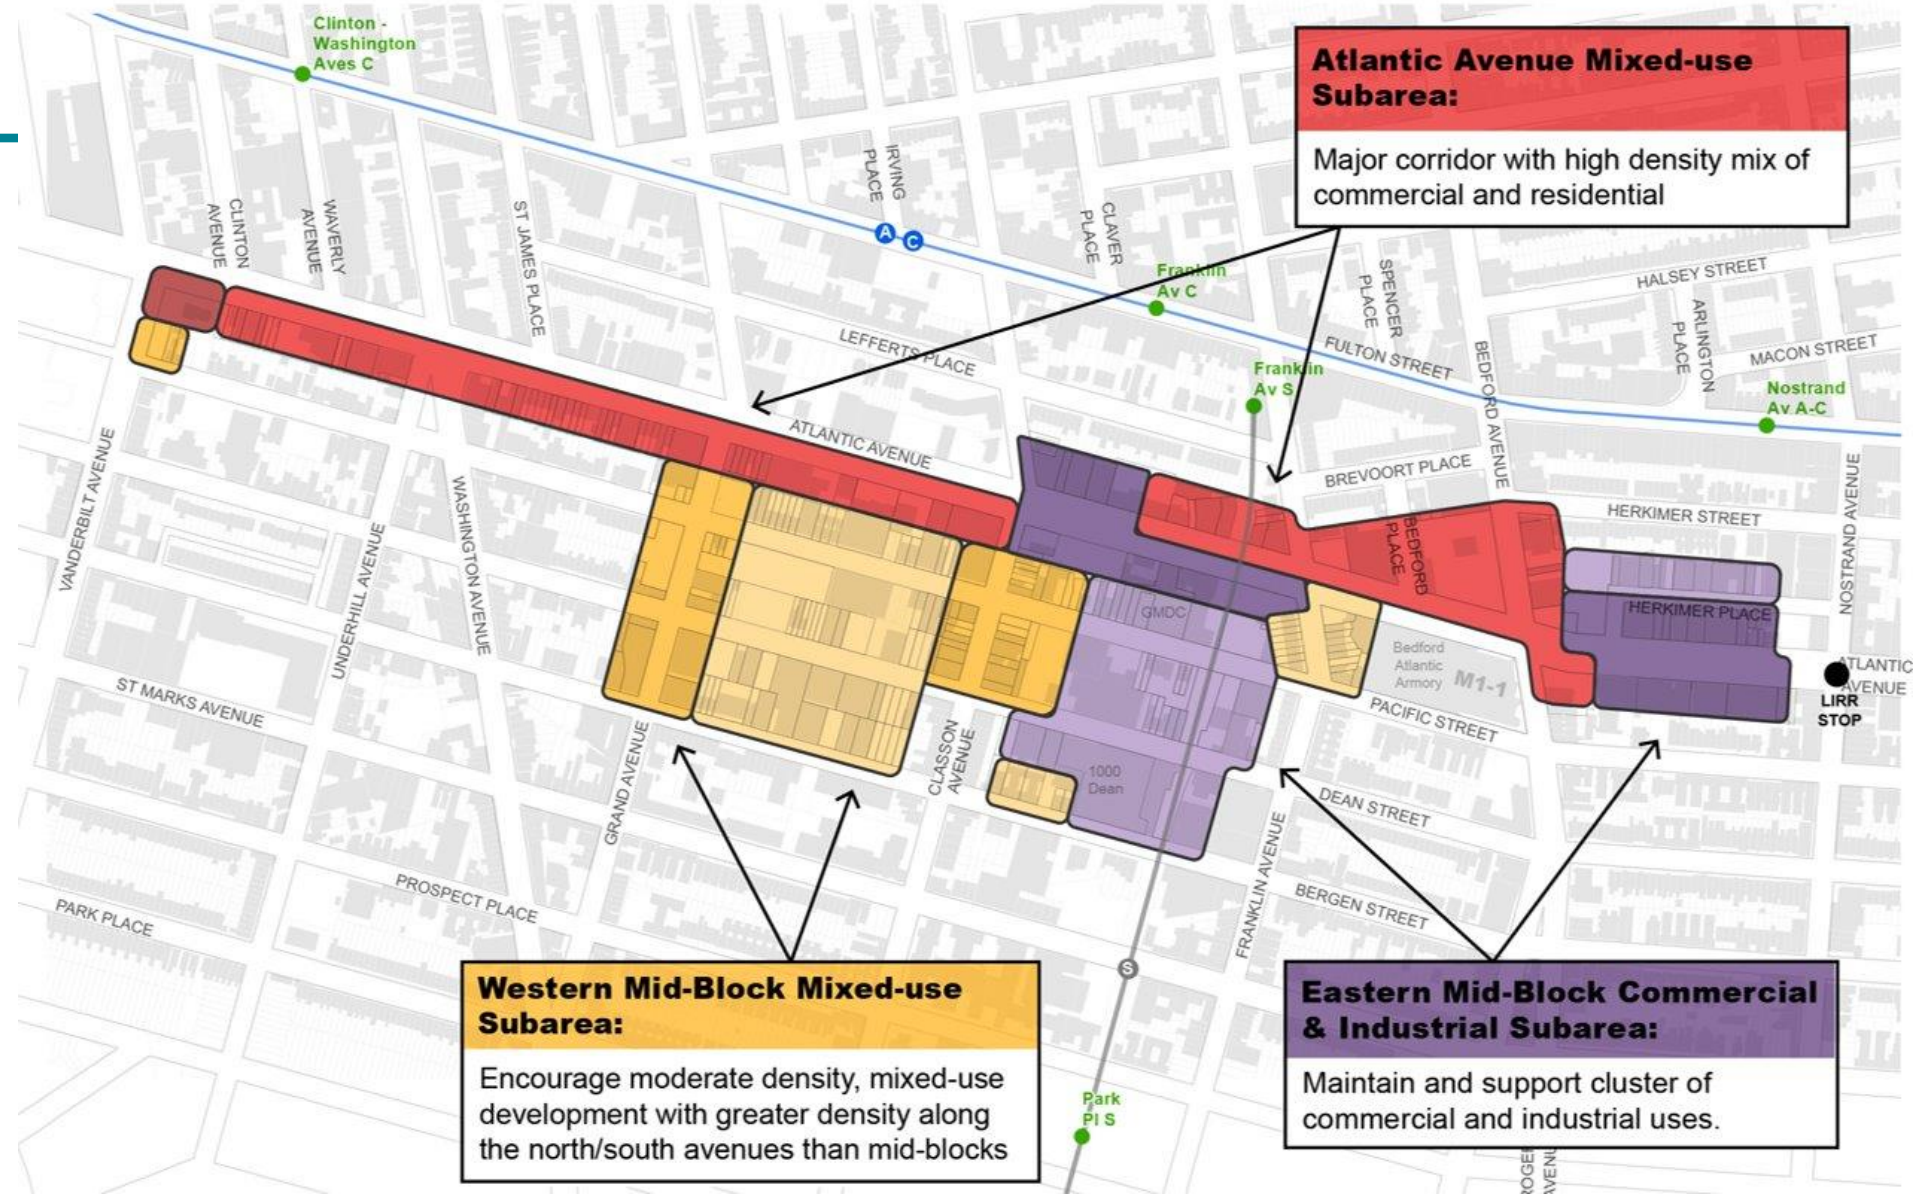 Clinton -
Washington
Aves C
Atlantic Avenue Mixed-use
Subarea:
Major corridor with high density mix of
commercial and residential
IRVING
PLACE
A
C
CLINTON
AVENUE
WAVERLY
AVENUE
ST JAMES PLACE
CLAVER
PLACE
Franklin
Av C
SPENCER
PLACE
HALSEY STREET
ARLINGTON
PLACE
MACON STREET
LEFFERTS PLACE
FULTON STREET
BEDFORD AVENUE
Franklin
Av S
Nostrand
Av A-C
ATLANTIC AVENUE
BREVOORT PLACE
HERKIMER STREET
NOSTRAND AVENUE
BEDFORD
PLACE
VANDERBILT AVENUE
UNDERHILL AVENUE
WASHINGTON AVENUE
GMDC
HERKIMER PLACE
Bedford
Atlantic
Armory
M1-1
ATLANTIC
AVENUE
LIRR
STOP
ST MARKS AVENUE
PACIFIC STREET
GRAND AVENUE
CLASSON
AVENUE
1000
Dean
DEAN STREET
FRANKLIN AVENUE
BERGEN STREET
PROSPECT PLACE
PARK PLACE
S
Western Mid-Block Mixed-use
Subarea:
Encourage moderate density, mixed-use
development with greater density along
the north/south avenues than mid-blocks
Park
Pl S
Eastern Mid-Block Commercial
& Industrial Subarea:
Maintain and support cluster of
commercial and industrial uses.